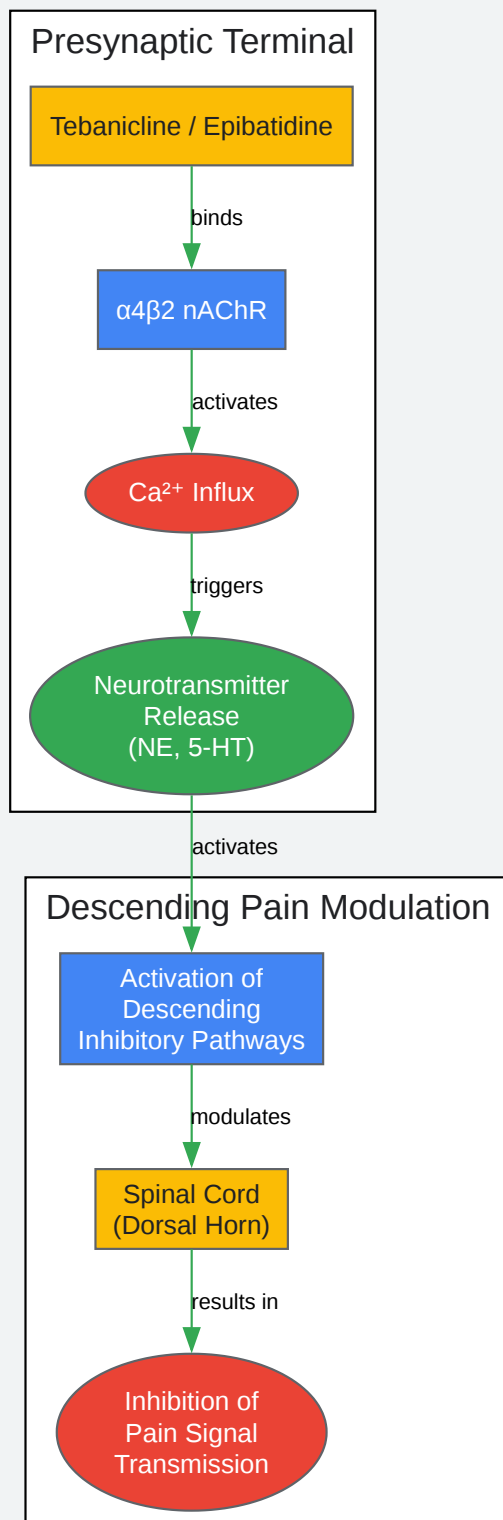 Presynaptic Terminal
Tebanicline / Epibatidine
binds
α4β2 nAChR
activates
Ca²⁺ Influx
triggers
Neurotransmitter
Release
(NE, 5-HT)
activates
Descending Pain Modulation
Activation of
Descending
Inhibitory Pathways
modulates
Spinal Cord
(Dorsal Horn)
results in
Inhibition of
Pain Signal
Transmission